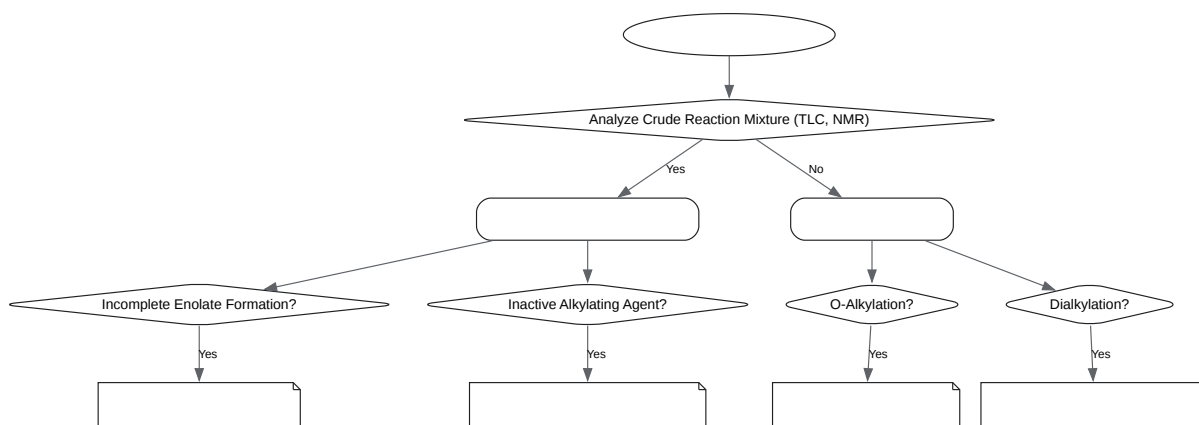 Analyze Crude Reaction Mixture (TLC, NMR)
Yes
No
Incomplete Enolate Formation?
Inactive Alkylating Agent?
O-Alkylation?
Dialkylation?
Yes
Yes
Yes
Yes